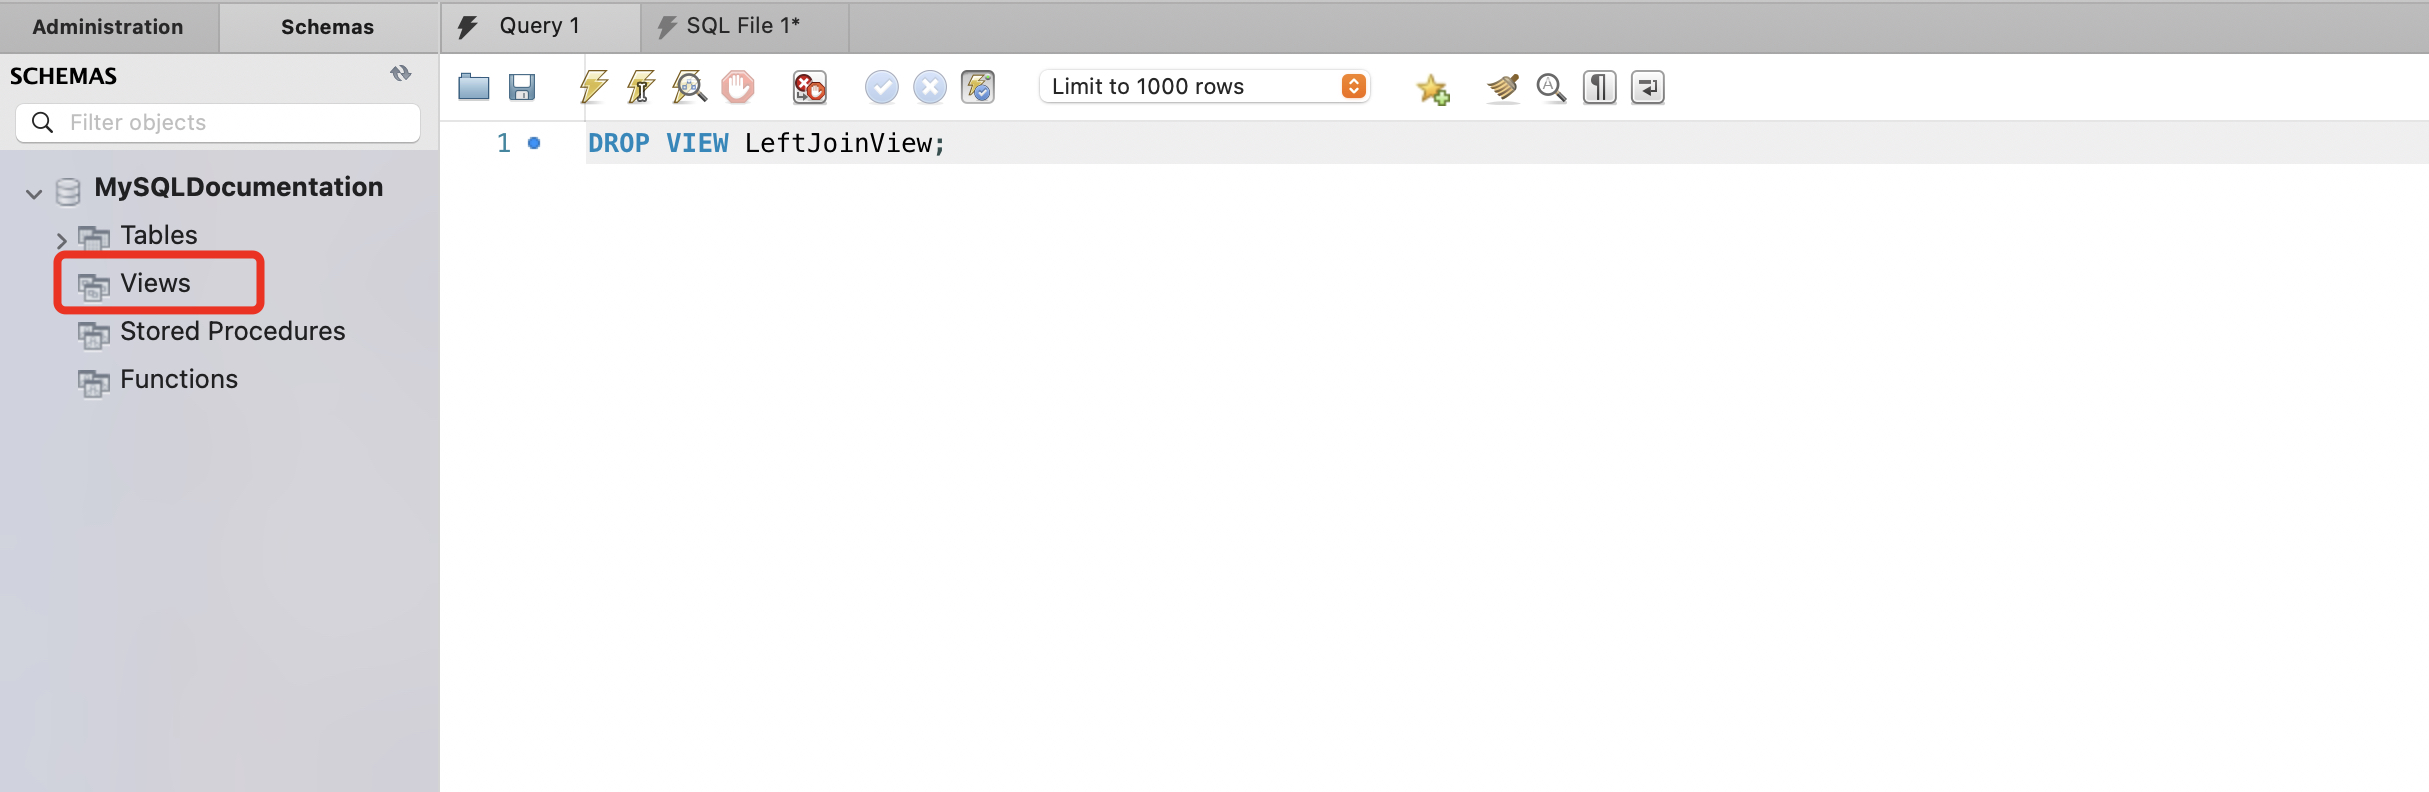 Administration
Schemas
Query 1
SQL File 1*
SCHEMAS
Filter objects
Limit to 1000 rows
1
DROP VIEW LeftJoinView;
MySQLDocumentation
Tables
Views
Stored Procedures
Functions